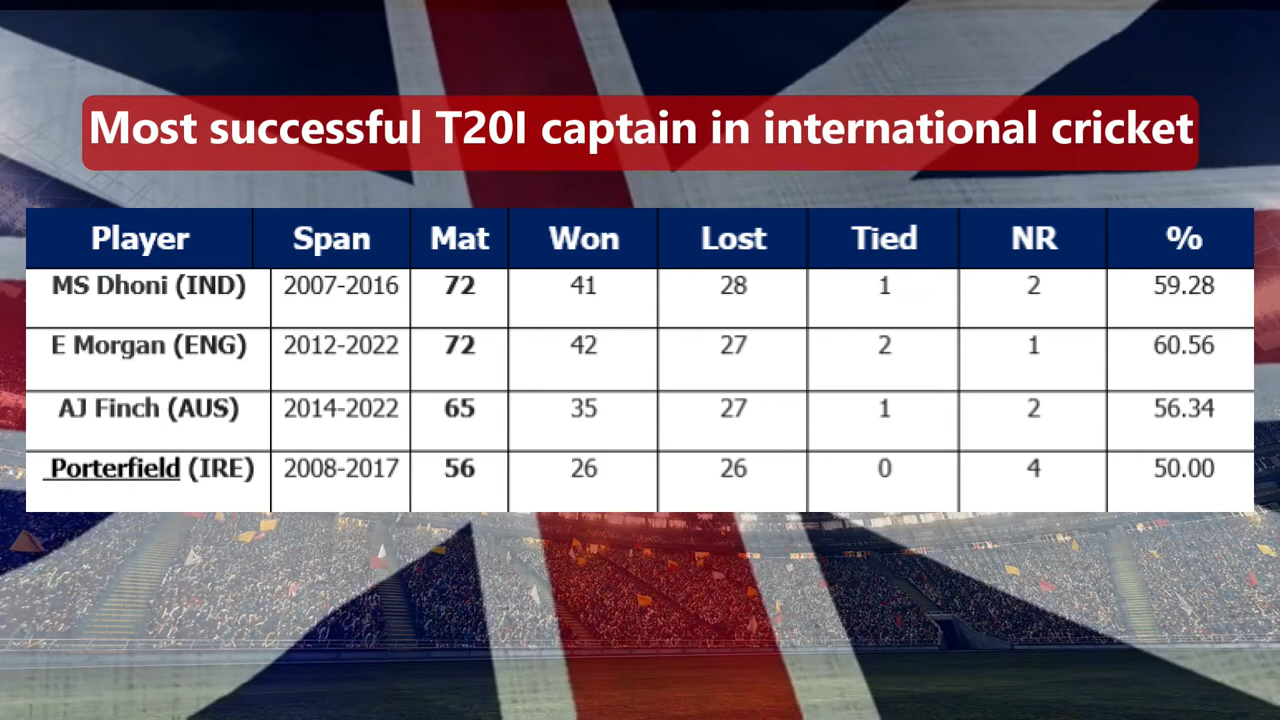 Most successful T20I captain in international cricket
Player Span Mat Won Lost Tied NR %
MS Dhoni (IND) 2007-2016 72 41 28 1 2 59.28
E Morgan (ENG) 2012-2022 72 42 27 2 1 60.56
AJ Finch (AUS) 2014-2022 65 35 27 1 2 56.34
Porterfield (IRE) 2008-2017 56 26 26 0 4 50.00